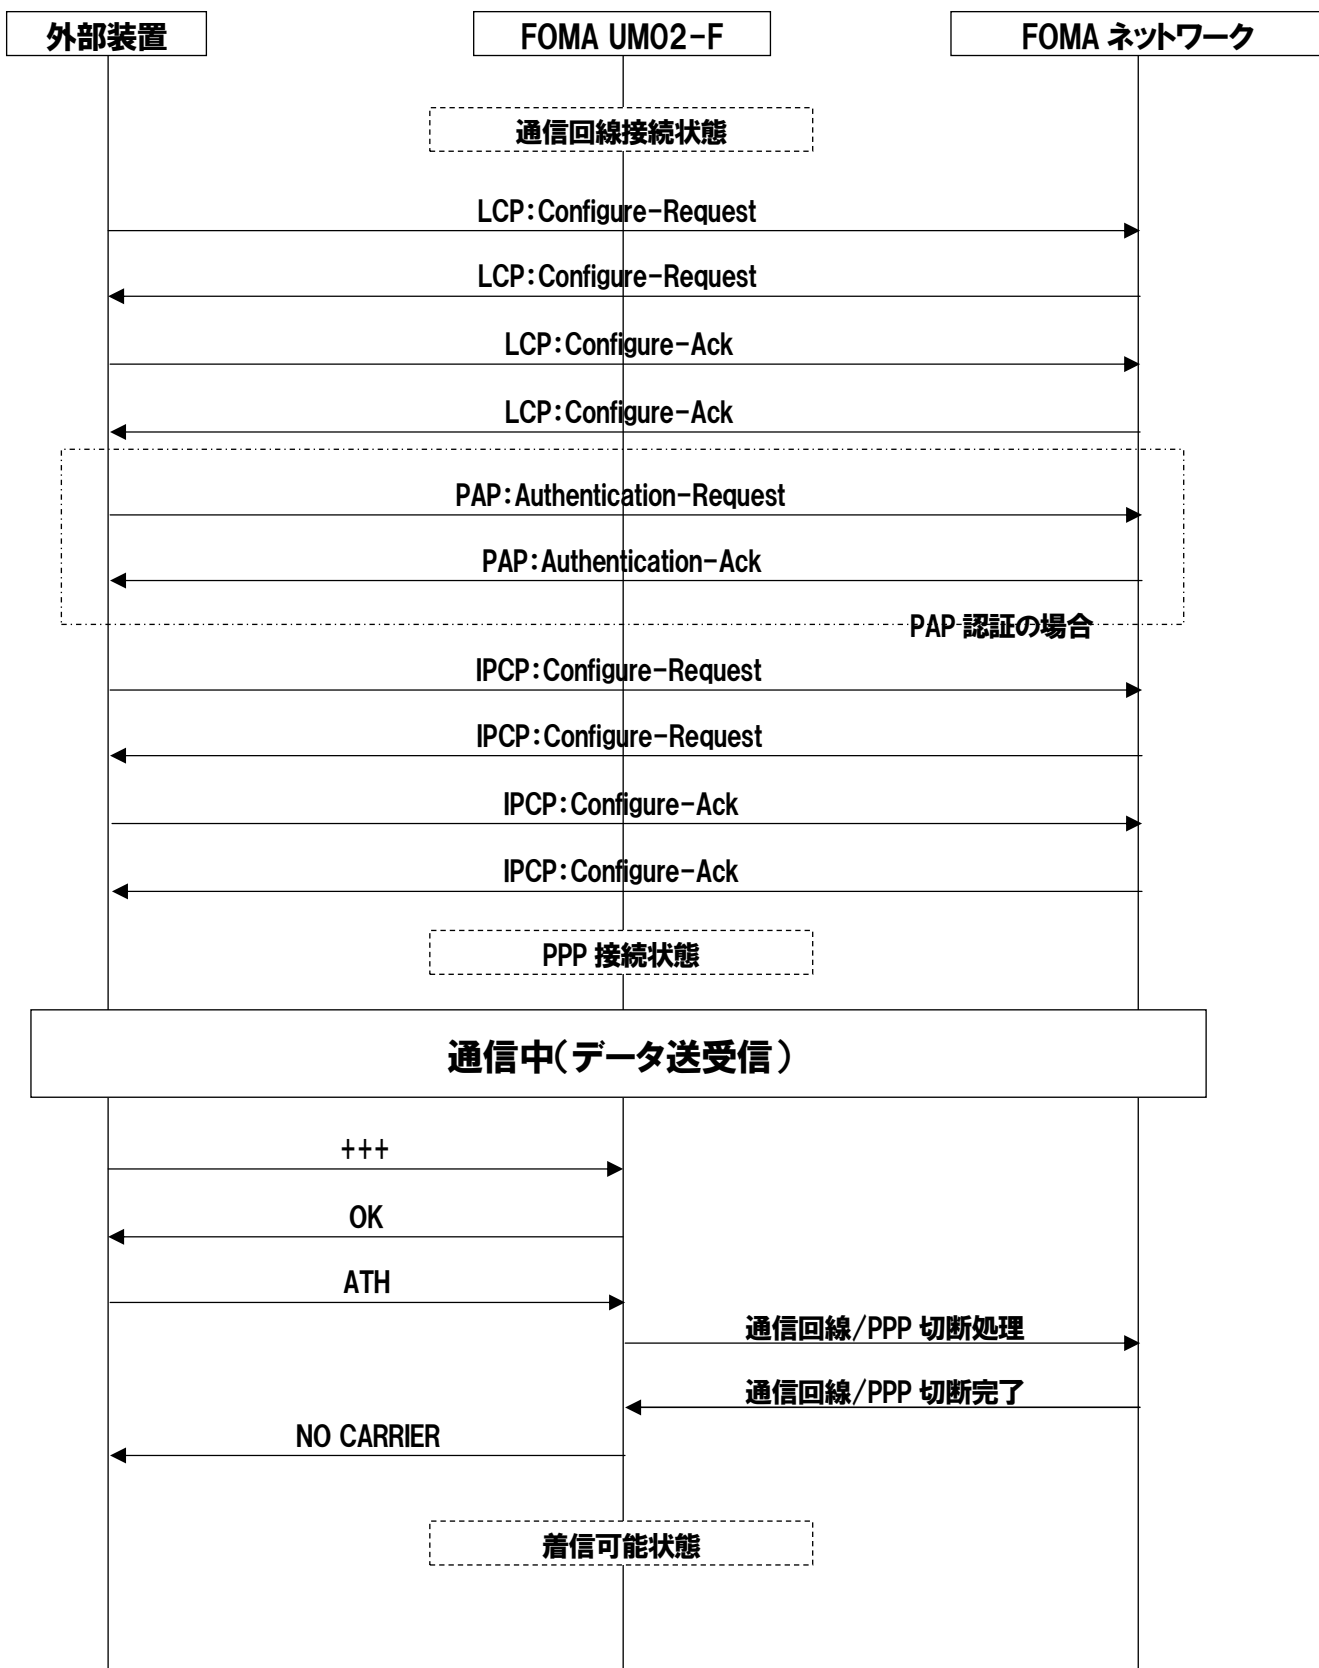 外部装置
FOMA UM02-F
FOMA ネットワーク
通信回線接続状態
LCP:Configure-Request
LCP:Configure-Request
LCP:Configure-Ack
LCP:Configure-Ack
PAP:Authentication-Request
PAP:Authentication-Ack
PAP 認証の場合
IPCP:Configure-Request
IPCP:Configure-Request
IPCP:Configure-Ack
IPCP:Configure-Ack
PPP 接続状態
通信中(データ送受信)
+++
OK
ATH
通信回線/PPP 切断処理
通信回線/PPP 切断完了
NO CARRIER
着信可能状態